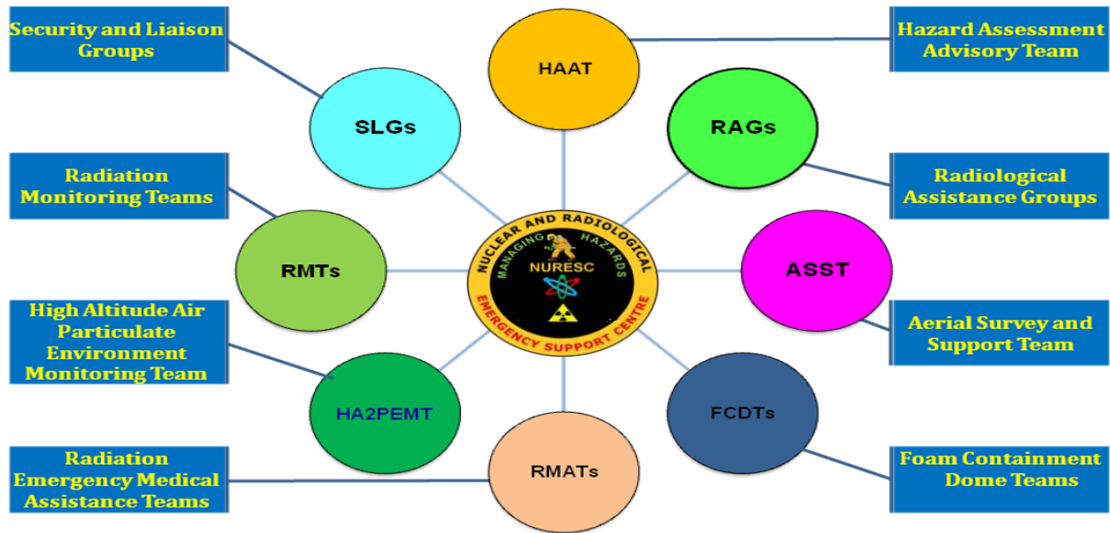 Security and Liaison
Groups
HAAT
Hazard Assessment
Advisory Team
SLGs
RAGs
Radiation
Monitoring Teams
Radiological
Assistance Groups
RMTs
NUCLEAR AND RADIOLOGICAL
MANAGING HAZARDS
NURESC
EMERGENCY SUPPORT CENTRE
ASST
High Altitude Air
Particulate
Environment
Monitoring Team
Aerial Survey and
Support Team
HA2PEMT
FCDTs
RMATs
Radiation
Emergency Medical
Assistance Teams
Foam Containment
Dome Teams